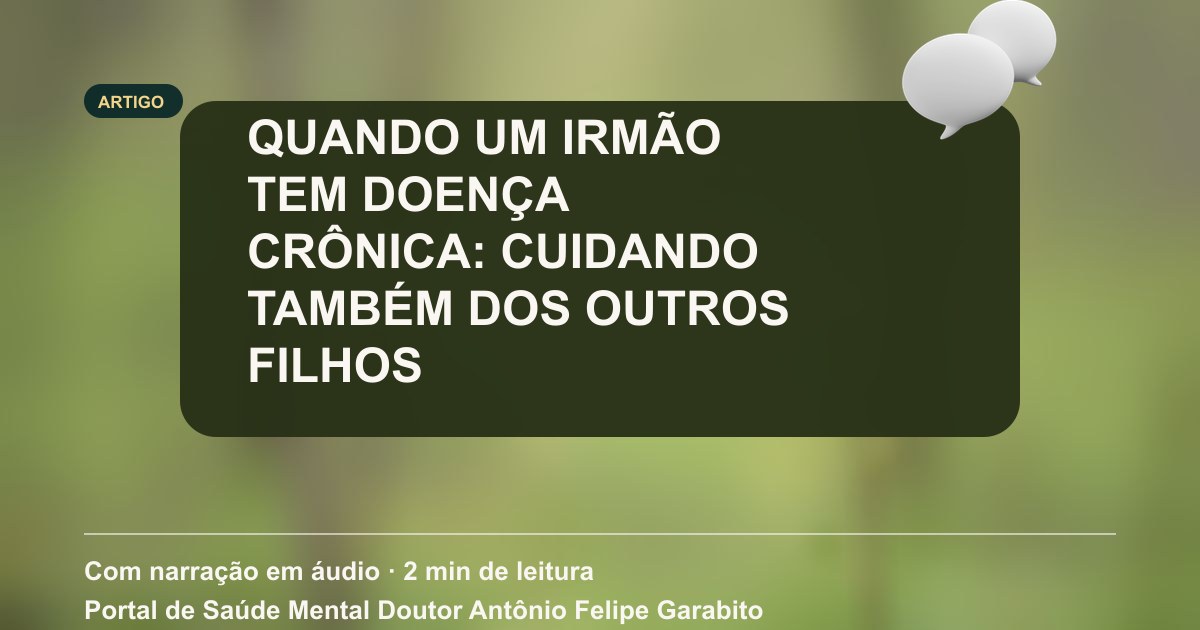 ARTIGO
QUANDO UM IRMÃO
TEM DOENÇA
CRÔNICA: CUIDANDO
TAMBÉM DOS OUTROS
FILHOS
Com narração em áudio · 2 min de leitura
Portal de Saúde Mental Doutor Antônio Felipe Garabito